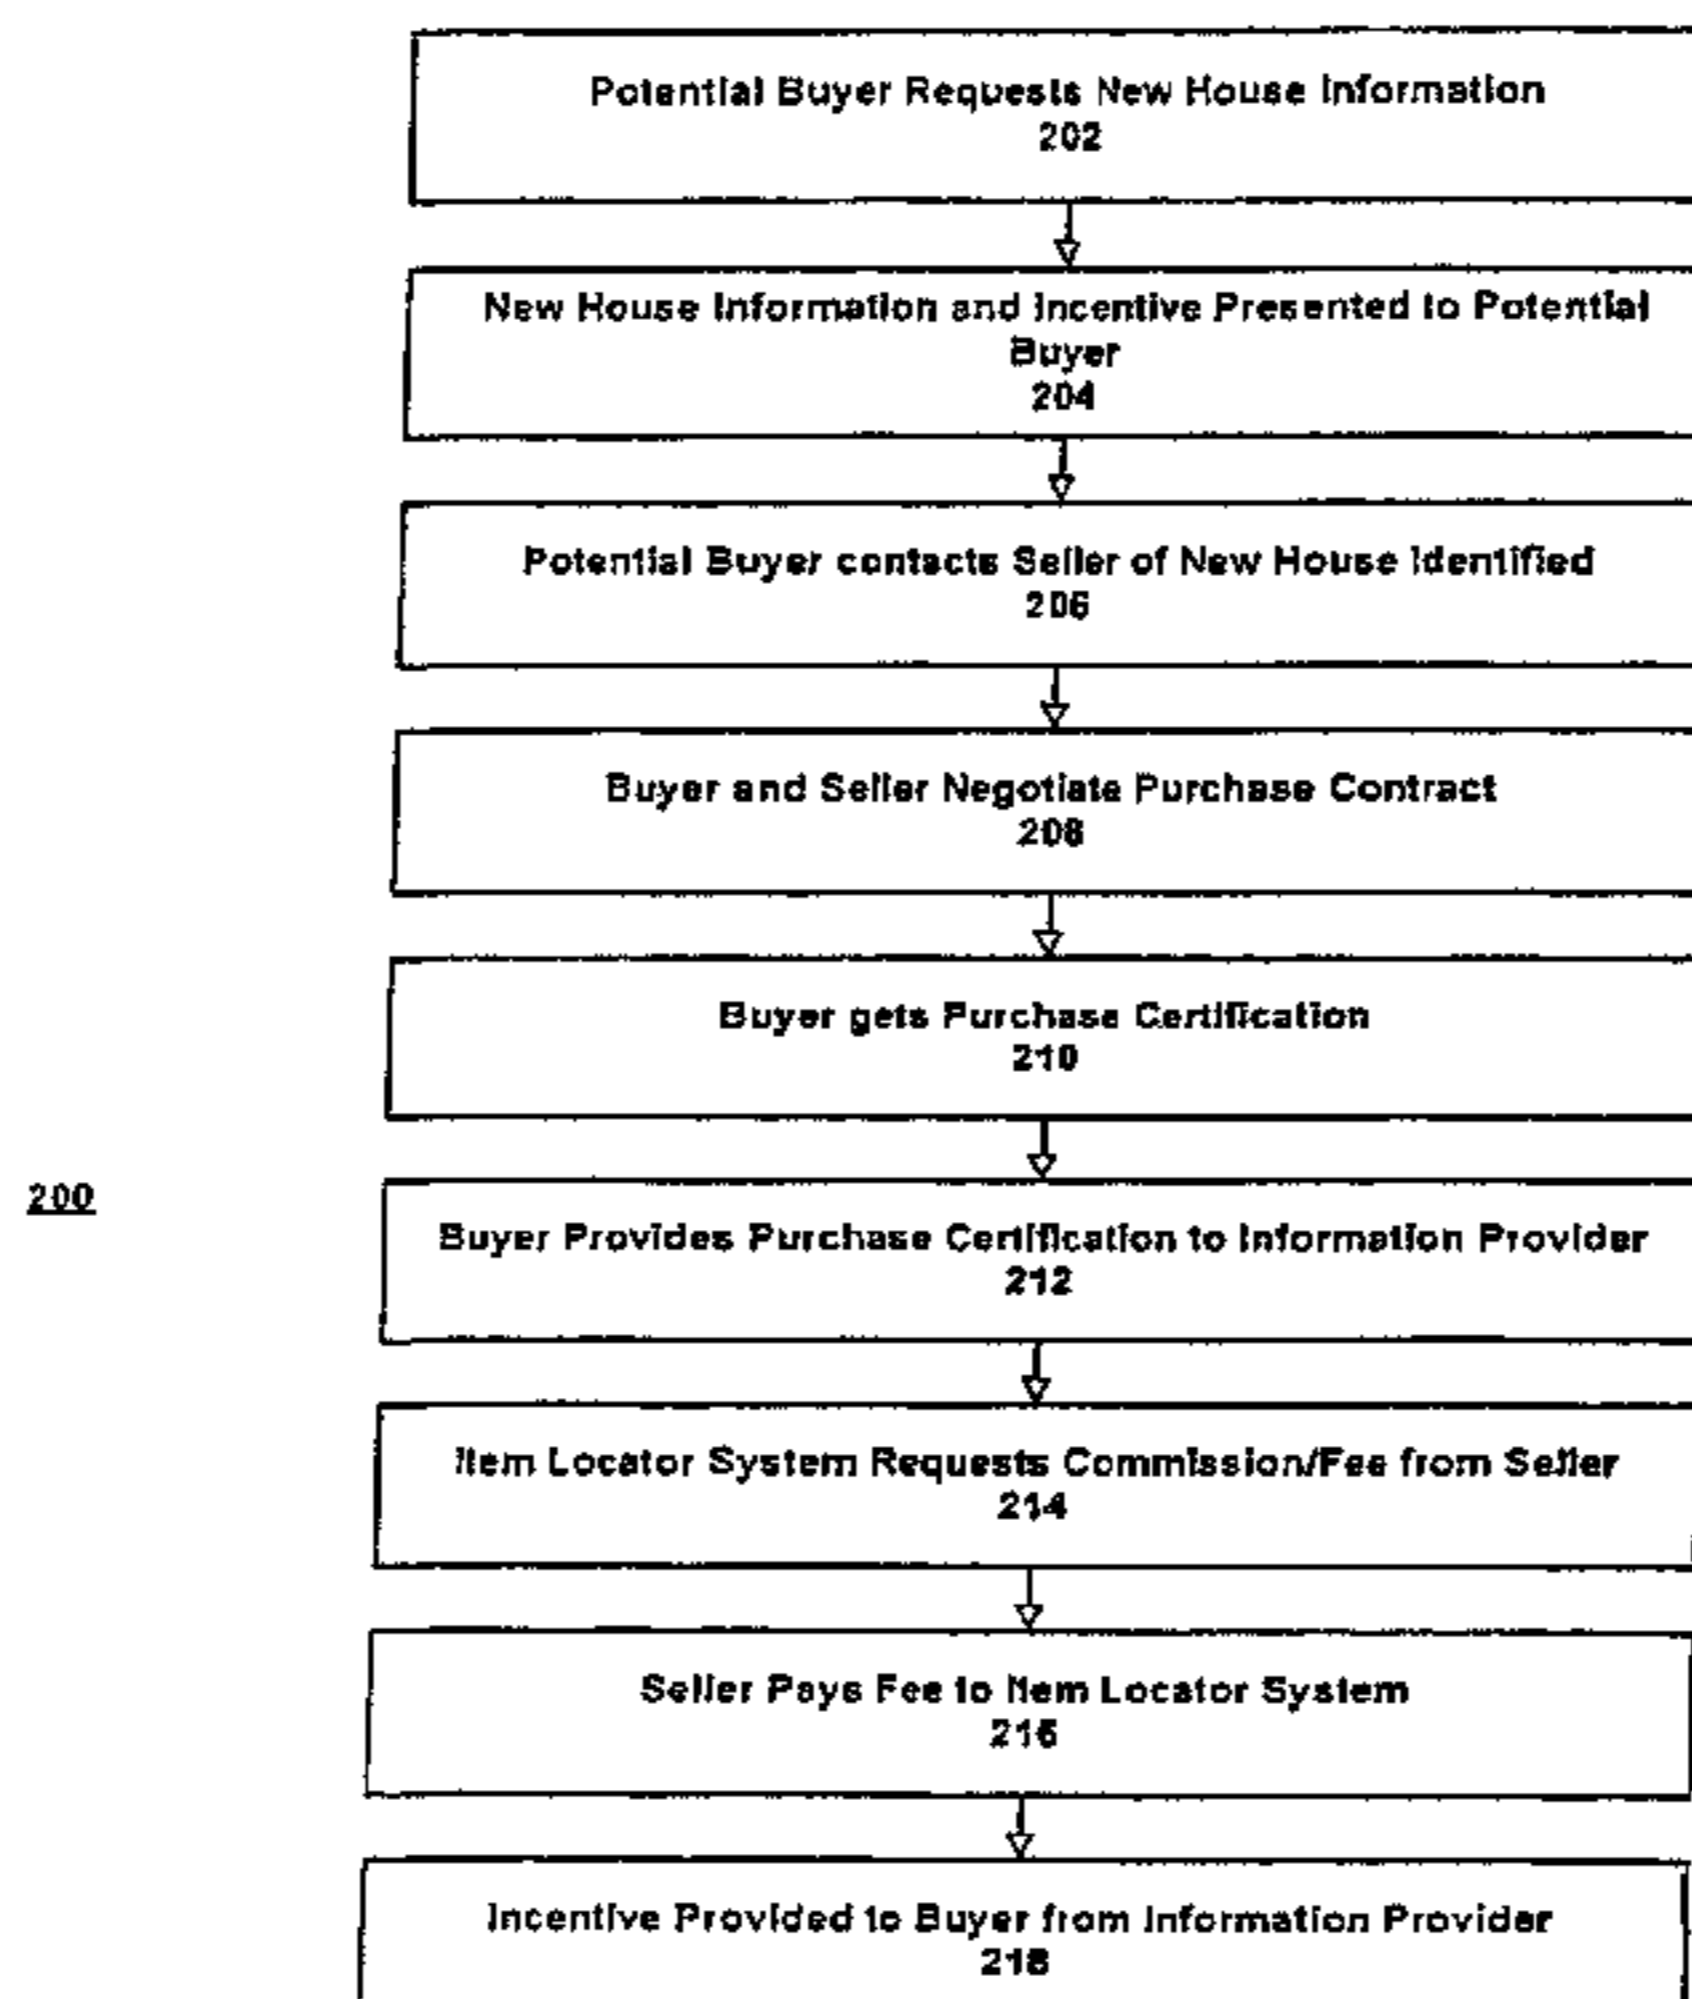 Potential Buyer Requests New House Information
202
New House Information and Incentive Presented to Potential
Buyer
204
Potential Buyer contacts Seller of New House Identified
206
Buyer and Seller Negotiate Purchase Contract
208
Buyer gets Purchase Certification
210
200
Buyer Provides Purchase Certification to Information Provider
212
Item Locator System Requests Commission/Fee from Seller
214
Seller Pays Fee to Item Locator System
216
Incentive Provided to Buyer from Information Provider
218